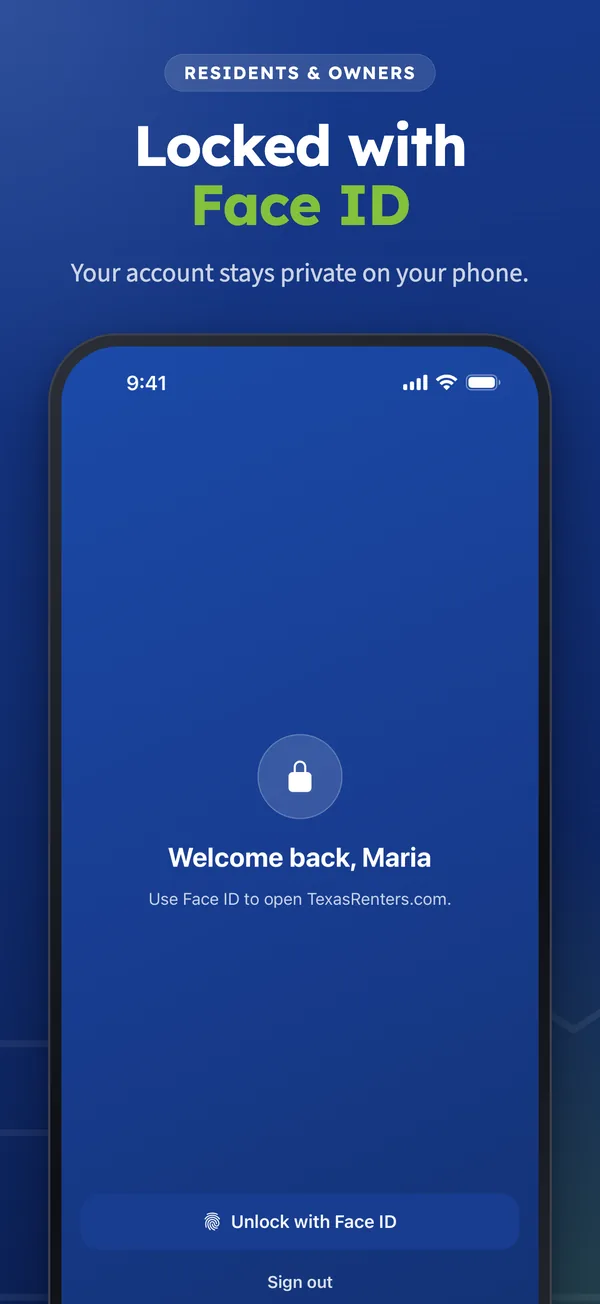 RESIDENTS & OWNERS
Locked with
Face ID
Your account stays private on your phone.
9:41
Welcome back, Maria
Use Face ID to open TexasRenters.com.
Unlock with Face ID
Sign out